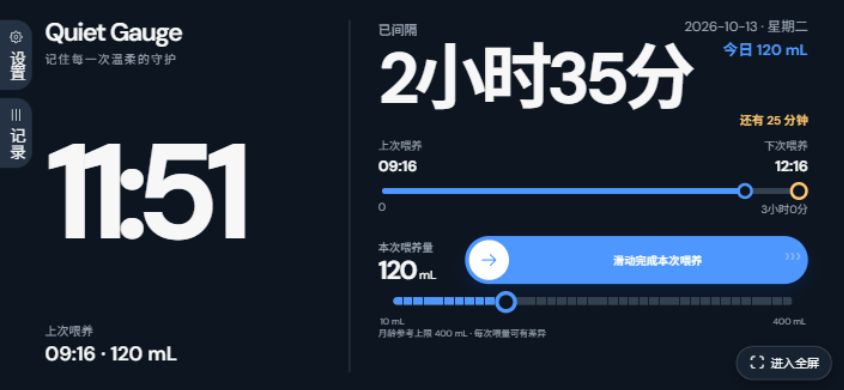 设置
记录
Quiet Gauge
记住每一次温柔的守护
11:51
上次喂养
09:16 · 120 mL
已间隔
2小时35分
2026-10-13 · 星期二
今日 120 mL
还有 25 分钟
上次喂养
09:16
下次喂养
12:16
0
3小时0分
本次喂养量
120 mL
滑动完成本次喂养
10 mL
400 mL
月龄参考上限 400 mL · 每次喂量可有差异
进入全屏